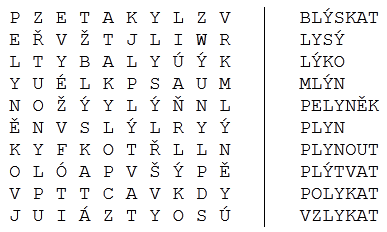 P Z E T A K Y L Z V BLÝSKAT
E Ř V Ž T J L I W R LYSÝ
L T Y B A L Y Ú Ý K LÝKO
Y U É L K P S A U M MLÝN
N O Ž Ý Y L Ý Ň N L PELYNĚK
Ě N V S L Ý L R Y Ý PLYN
K Y F K O T Ř L L N PLYNOUT
O L Ó A P V Š Ý P Ě PLÝTVAT
V P T T C A V K D Y POLYKAT
J U I Á Z T Y O S Ú VZLYKAT